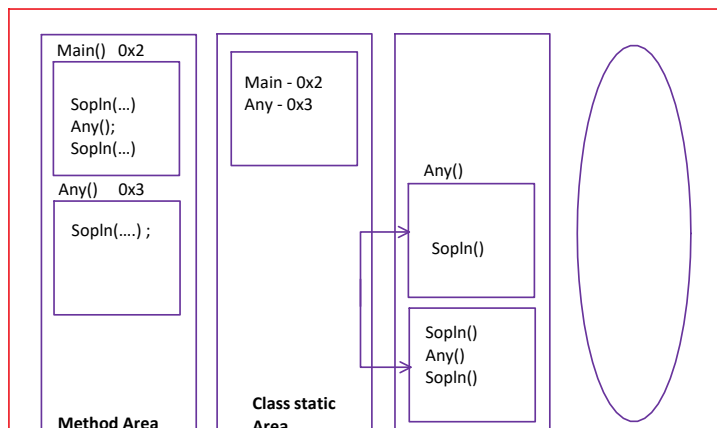 Main() 0x2
Sopln(…)
Any();
Sopln(…)
Any() 0x3
Sopln(….) ;
Method Area
Main - 0x2
Any - 0x3
Class static
Area
Any()
Sopln()
Sopln()
Any()
Sopln()